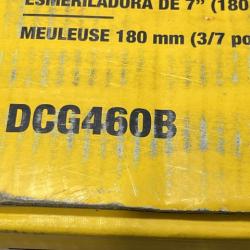 ESMERILADORA DE 7" (180
MEULEUSE 180 mm (3/7 po
DCG460B